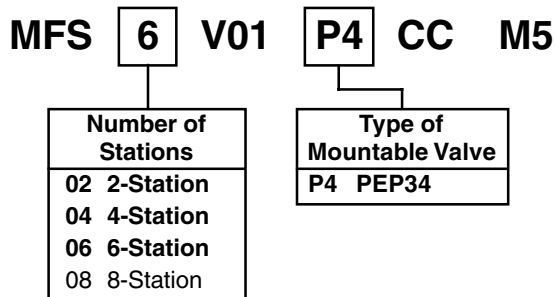 MFS 6 V01 P4 CC M5
Number of
Stations
02 2-Station
04 4-Station
06 6-Station
08 8-Station
Type of
Mountable Valve
P4 PEP34